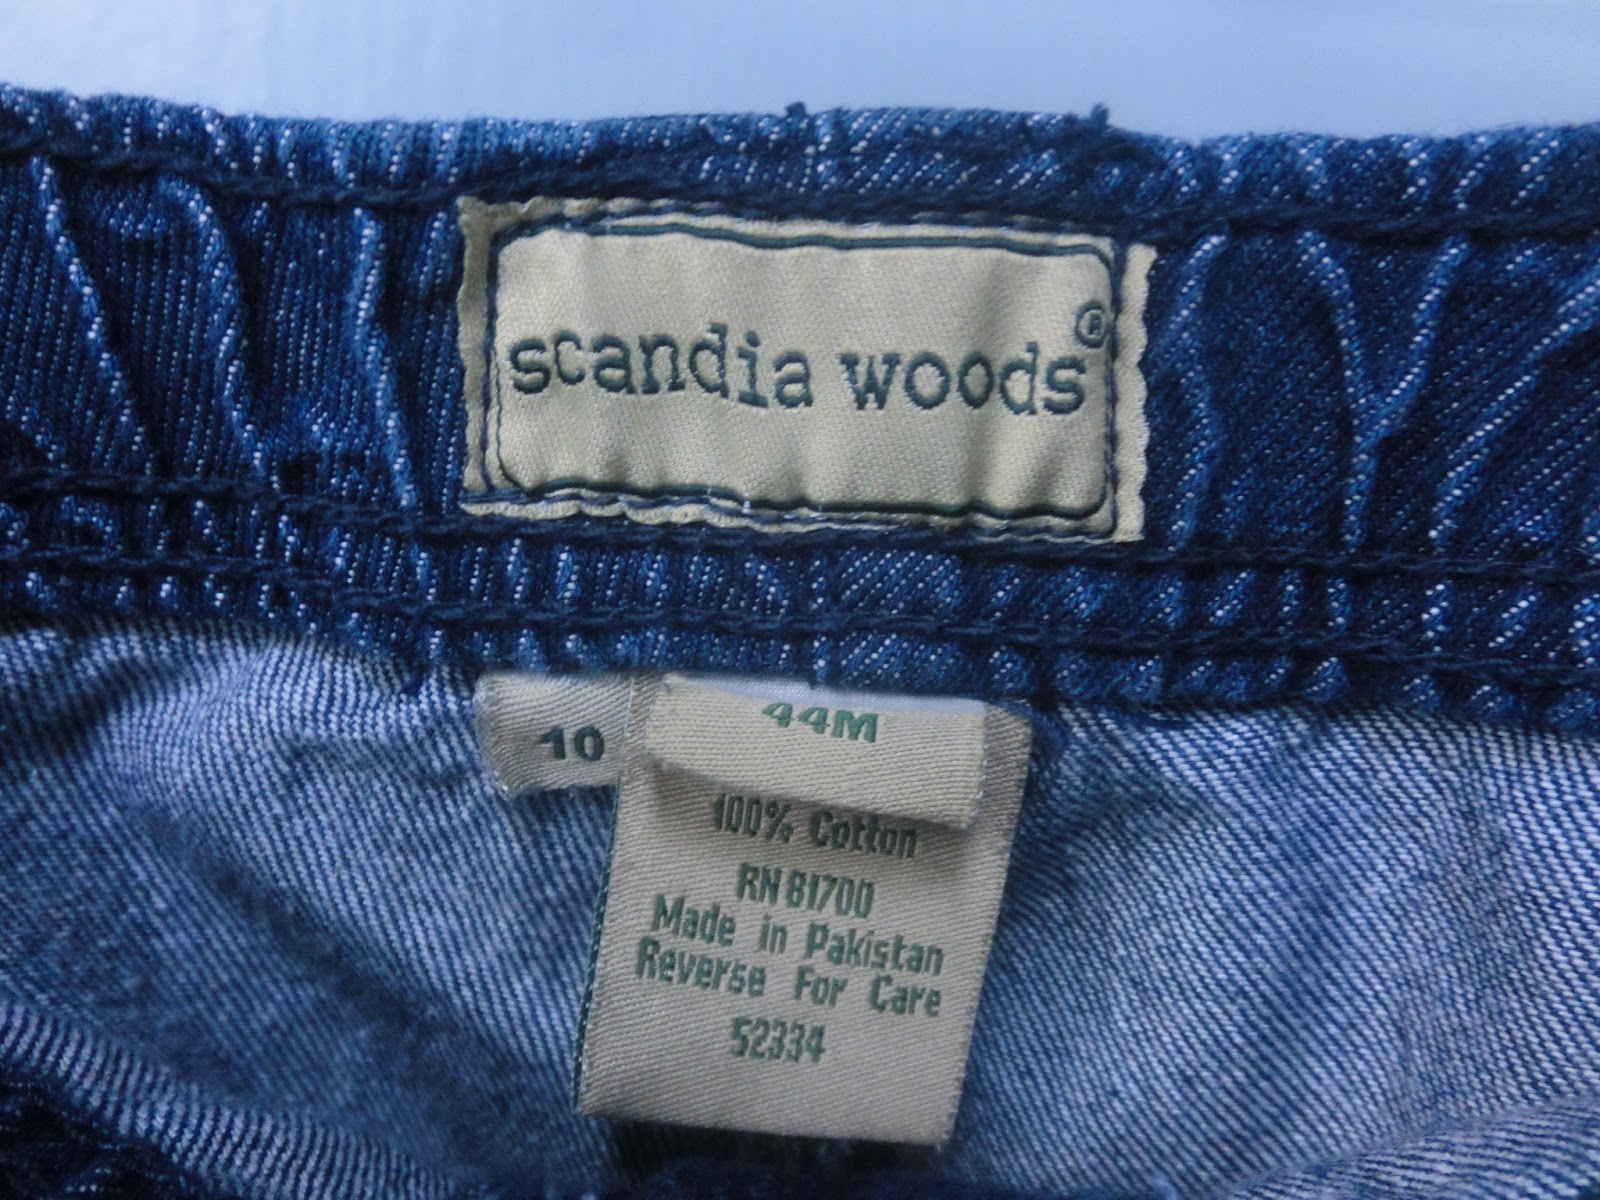 scandia woods®
10
44M
100% Cotton
RN 81700
Made in Pakistan
Reverse For Care
52334